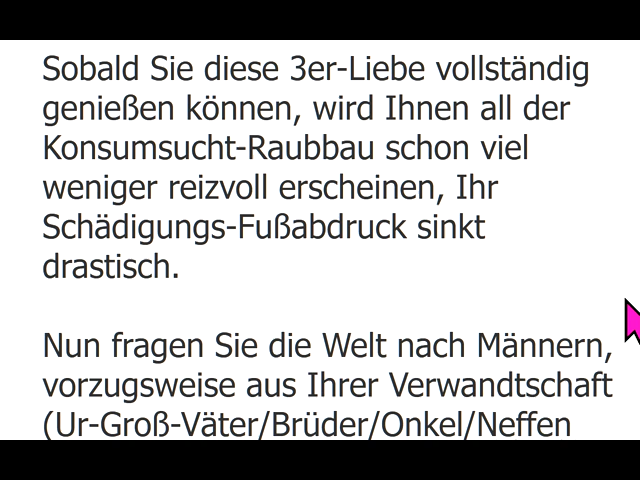 Sobald Sie diese 3er-Liebe vollständig
genießen können, wird Ihnen all der
Konsumsucht-Raubbau schon viel
weniger reizvoll erscheinen, Ihr
Schädigungs-Fußabdruck sinkt
drastisch.
Nun fragen Sie die Welt nach Männern,
vorzugsweise aus Ihrer Verwandtschaft
(Ur-Groß-Väter/Brüder/Onkel/Neffen